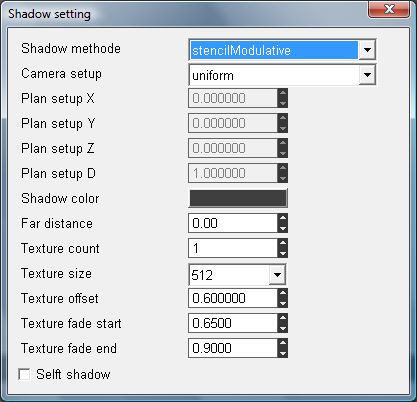 Shadow setting
Shadow methode stencilModulative
Camera setup uniform
Plan setup X 0.000000
Plan setup Y 0.000000
Plan setup Z 0.000000
Plan setup D 1.000000
Shadow color
Far distance 0.00
Texture count 1
Texture size 512
Texture offset 0.600000
Texture fade start 0.6500
Texture fade end 0.9000
Selft shadow